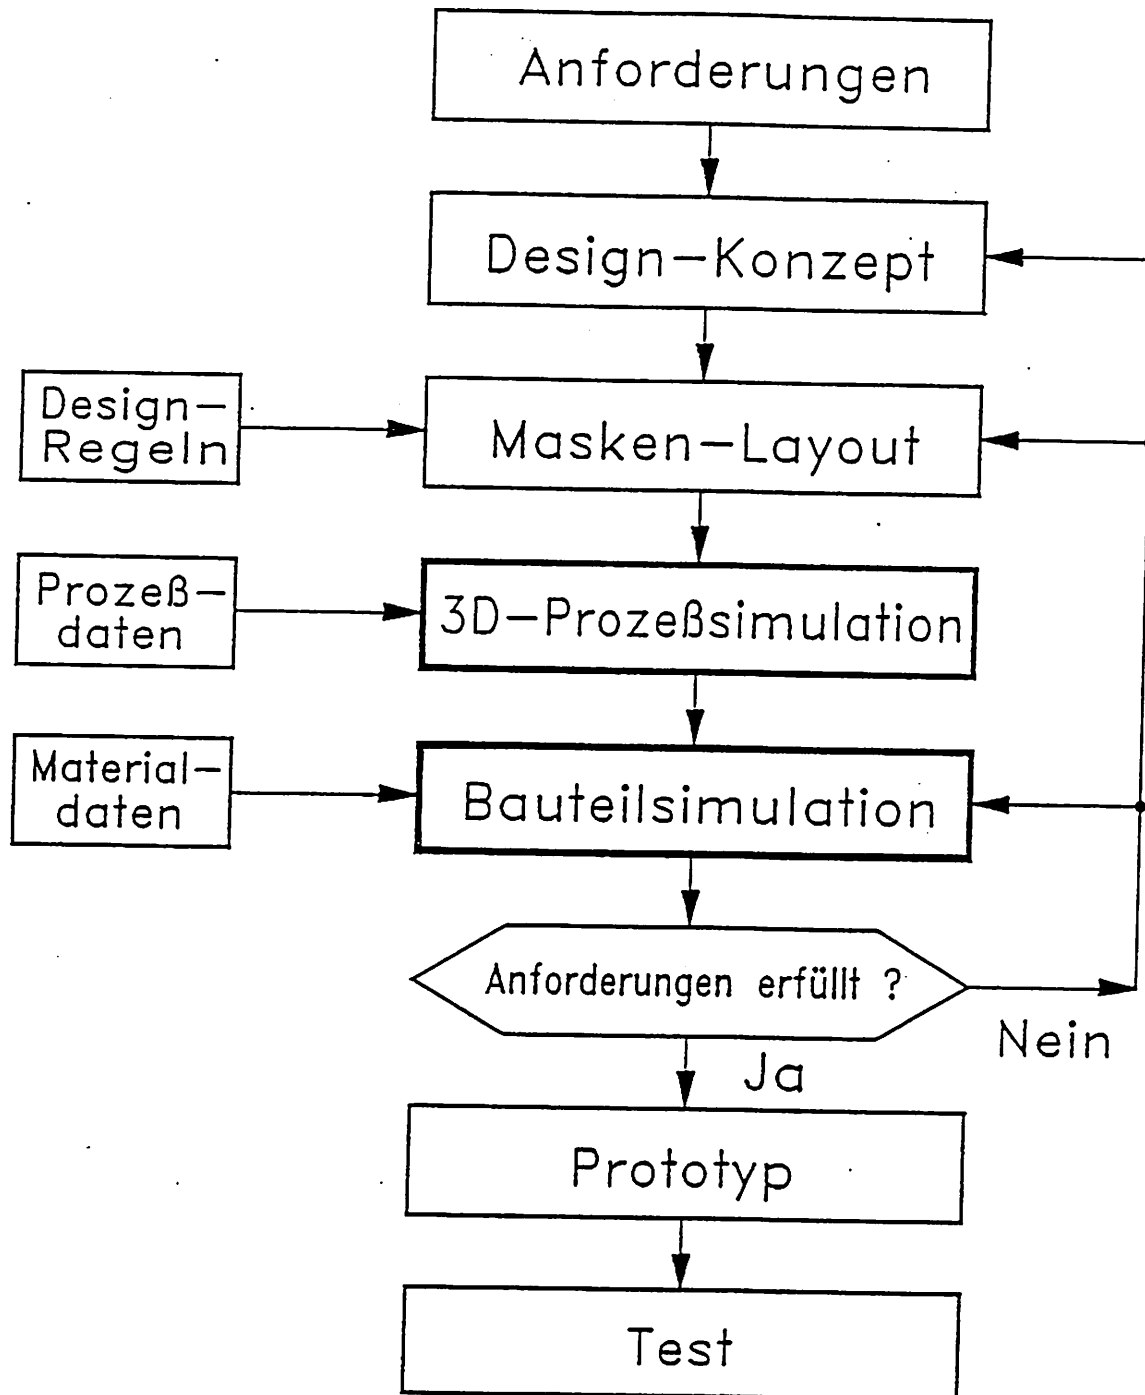 Anforderungen
Design-Konzept
Design-
Regeln
Masken-Layout
Prozeß-
daten
3D-Prozeßsimulation
Material-
daten
Bauteilsimulation
Anforderungen erfüllt ?
Nein
Ja
Prototyp
Test